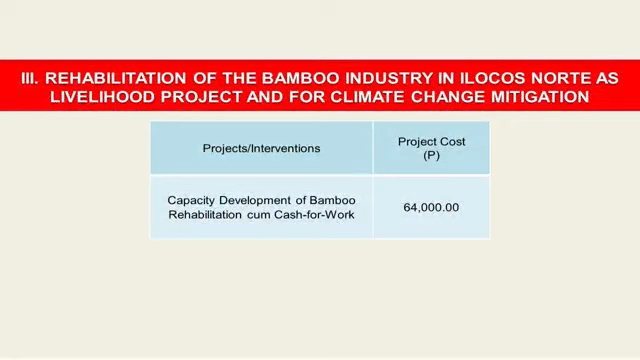 III. REHABILITATION OF THE BAMBOO INDUSTRY IN ILOCOS NORTE AS
LIVELIHOOD PROJECT AND FOR CLIMATE CHANGE MITIGATION
Projects/Interventions
Project Cost
(P)
Capacity Development of Bamboo
Rehabilitation cum Cash-for-Work
64,000.00